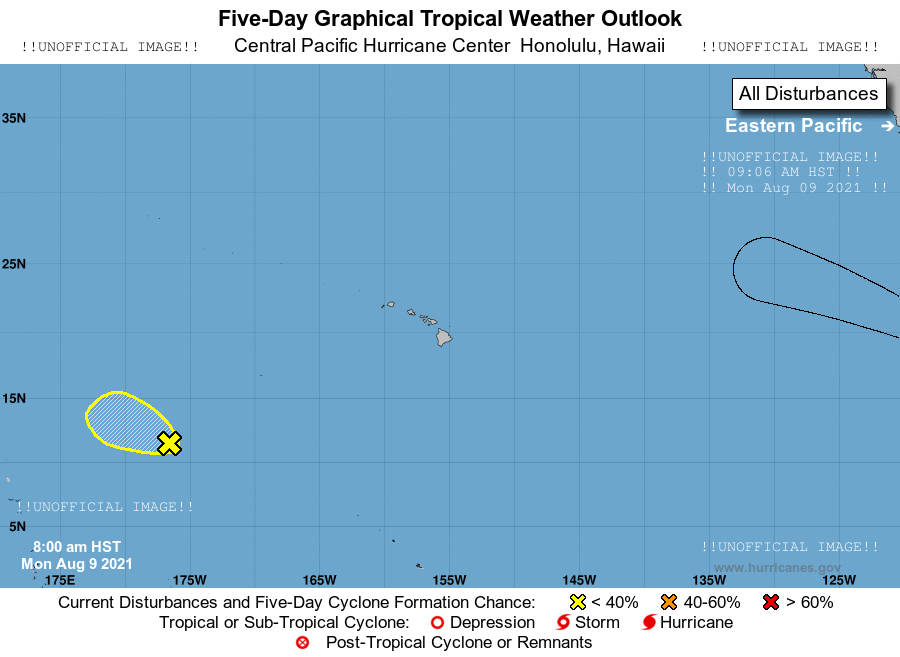 Five-Day Graphical Tropical Weather Outlook
!!UNOFFICIAL IMAGE!! Central Pacific Hurricane Center Honolulu, Hawaii !!UNOFFICIAL IMAGE!!
All Disturbances
35N
Eastern Pacific →
!!UNOFFICIAL IMAGE!!
!! 09:06 AM HST !!
!! Mon Aug 09 2021 !!
25N
15N
!!UNOFFICIAL IMAGE!!
5N
8:00 am HST
Mon Aug 9 2021
!!UNOFFICIAL IMAGE!!
www.hurricanes.gov
175E 175W 165W 155W 145W 135W 125W
Current Disturbances and Five-Day Cyclone Formation Chance: < 40% 40-60% > 60%
Tropical or Sub-Tropical Cyclone: Depression Storm Hurricane
Post-Tropical Cyclone or Remnants